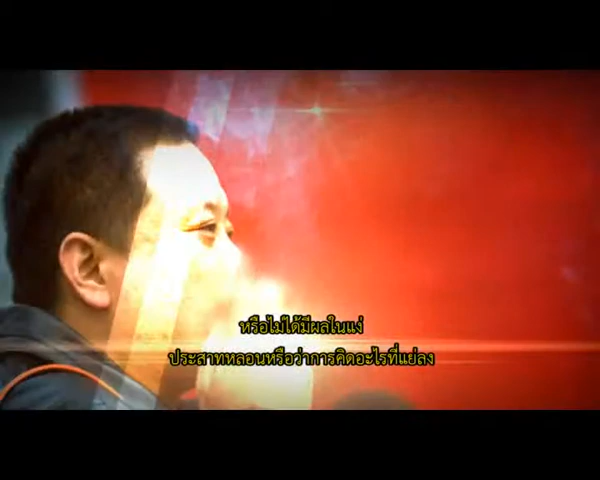 หรือไม่ได้มีผลในแง่
ประสาทหลอนหรือว่าการคิดอะไรที่แย่ลง